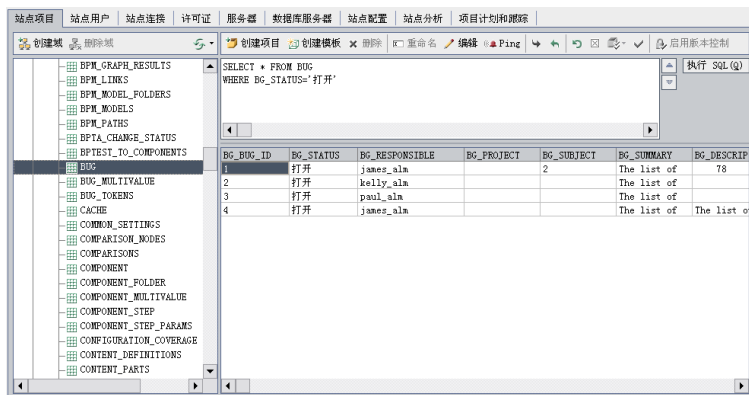 站点项目 站点用户 站点连接 许可证 服务器 数据库服务器 站点配置 站点分析 项目计划和跟踪
创建域 删除域 创建项目 创建模板 删除 重命名 编辑 Ping 启用版本控制
BPM_GRAPH_RESULTS
BPM_LINKS
BPM_MODEL_FOLDERS
BPM_MODELS
BPM_PATHS
BPTA_CHANGE_STATUS
BPTEST_TO_COMPONENTS
BUG
BUG_MULTIVALUE
BUG_TOKENS
CACHE
COMMON_SETTINGS
COMPARISON_NODES
COMPARISONS
COMPONENT
COMPONENT_FOLDER
COMPONENT_MULTIVALUE
COMPONENT_STEP
COMPONENT_STEP_PARAMS
CONFIGURATION_COVERAGE
CONTENT_DEFINITIONS
CONTENT_PARTS
SELECT * FROM BUG
WHERE BG_STATUS='打开'
执行 SQL(Q)
BG_BUG_ID BG_STATUS BG_RESPONSIBLE BG_PROJECT BG_SUBJECT BG_SUMMARY BG_DESCRIP
1 打开 james_alm 2 The list of 78
2 打开 kelly_alm The list of
3 打开 paul_alm The list of
4 打开 james_alm The list of The list o